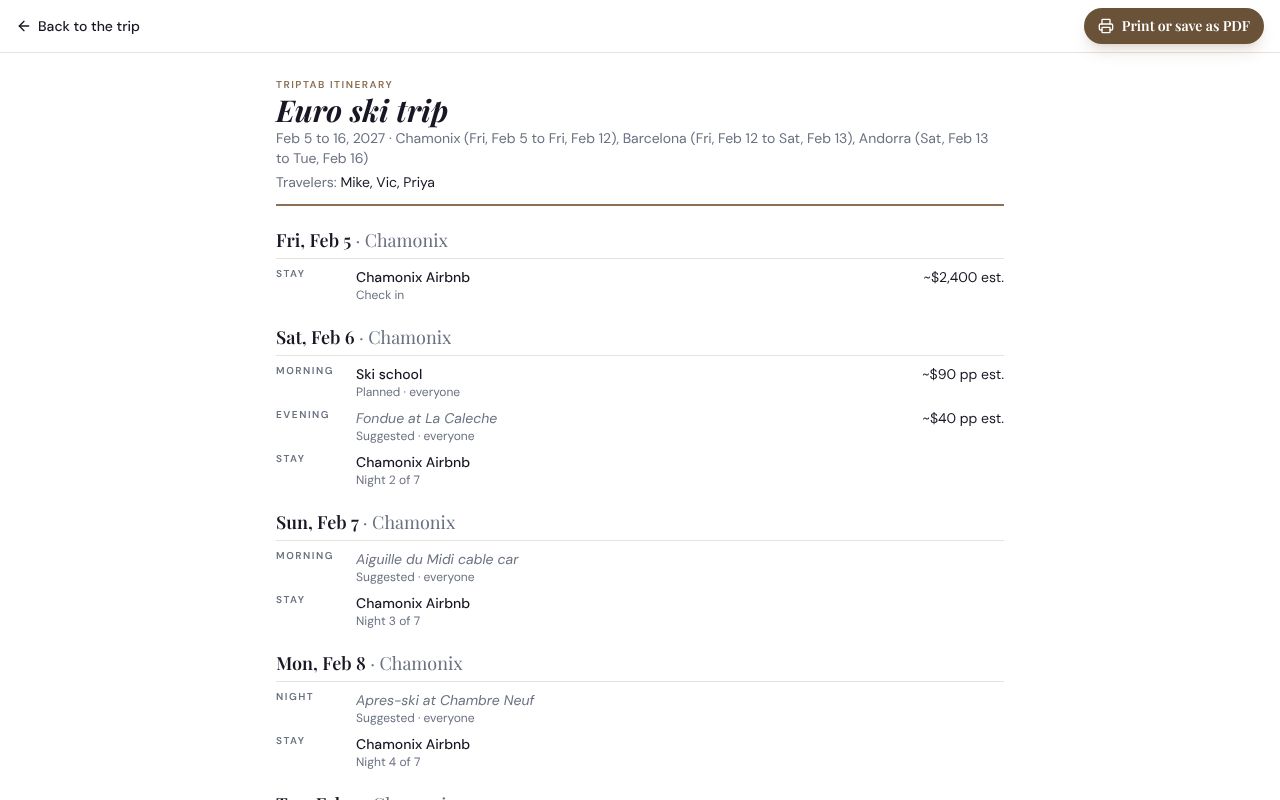 Back to the trip
Print or save as PDF
TRIPTAB ITINERARY
Euro ski trip
Feb 5 to 16, 2027 · Chamonix (Fri, Feb 5 to Fri, Feb 12), Barcelona (Fri, Feb 12 to Sat, Feb 13), Andorra (Sat, Feb 13
to Tue, Feb 16)
Travelers: Mike, Vic, Priya
Fri, Feb 5 · Chamonix
STAY Chamonix Airbnb ~$2,400 est.
Check in
Sat, Feb 6 · Chamonix
MORNING Ski school ~$90 pp est.
Planned · everyone
EVENING Fondue at La Caleche ~$40 pp est.
Suggested · everyone
STAY Chamonix Airbnb
Night 2 of 7
Sun, Feb 7 · Chamonix
MORNING Aiguille du Midi cable car
Suggested · everyone
STAY Chamonix Airbnb
Night 3 of 7
Mon, Feb 8 · Chamonix
NIGHT Apres-ski at Chambre Neuf
Suggested · everyone
STAY Chamonix Airbnb
Night 4 of 7